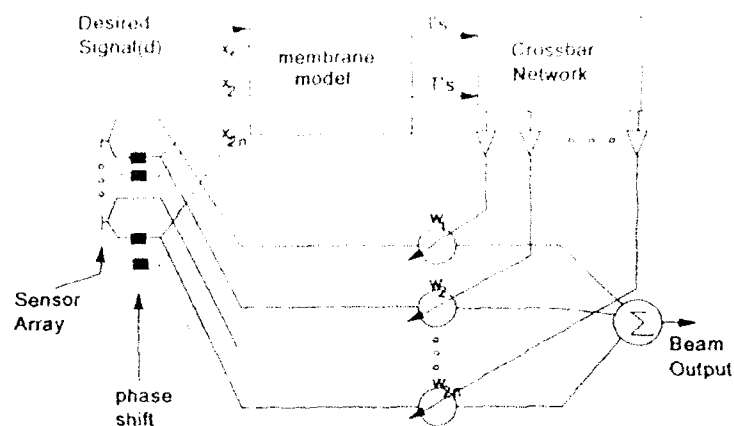 Desired
Signal(d)
x₁
x₂
x₂ₙ
membrane
model
I's
T's
Crossbar
Network
W₁
W₂
W₂ₙ
Σ
Beam
Output
Sensor
Array
phase
shift